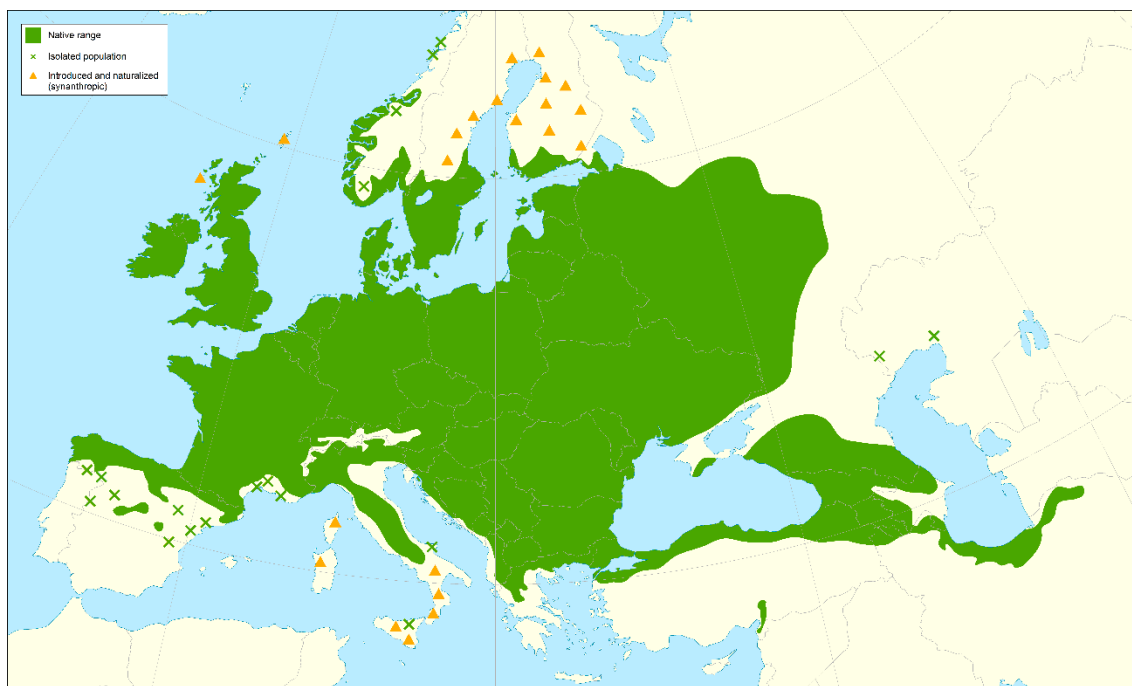 Native range
Isolated population
Introduced and naturalized
(synanthropic)